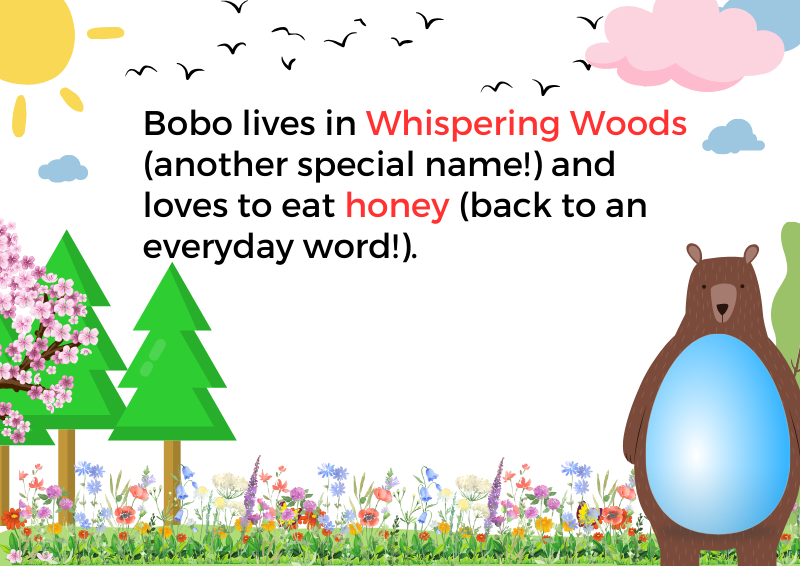 Bobo lives in Whispering Woods
(another special name!) and
loves to eat honey (back to an
everyday word!).